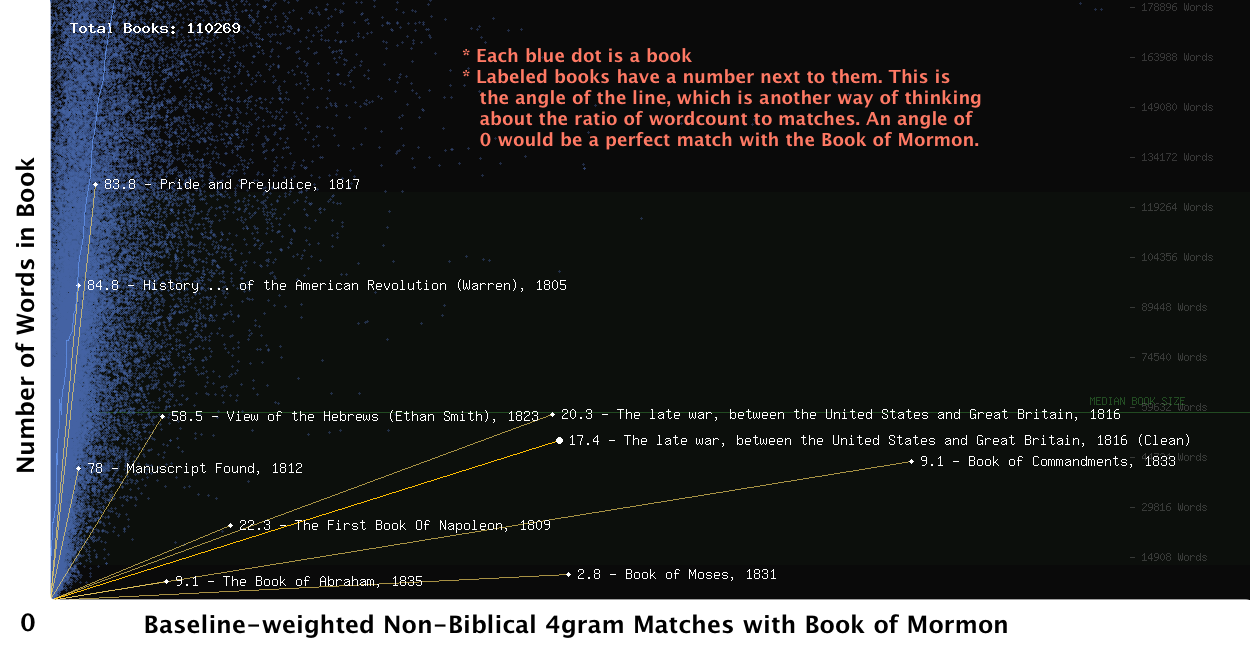 - 178896 Words
Total Books: 110269
* Each blue dot is a book
- 163988 Words
* Labeled books have a number next to them. This is
the angle of the line, which is another way of thinking
- 149080 Words
about the ratio of wordcount to matches. An angle of
0 would be a perfect match with the Book of Mormon.
- 134172 Words
83.8 - Pride and Prejudice, 1817
- 119264 Words
- 104356 Words
84.8 - History ... of the American Revolution (Warren), 1805
- 89448 Words
- 74540 Words
MEDIAN BOOK SIZE
- 59632 Words
58.5 - View of the Hebrews (Ethan Smith), 1823
20.3 - The late war, between the United States and Great Britain, 1816
17.4 - The late war, between the United States and Great Britain, 1816 (Clean)
Words
9.1 - Book of Commandments, 1833
78 - Manuscript Found, 1812
- 29816 Words
22.3 - The First Book Of Napoleon, 1809
- 14908 Words
2.8 - Book of Moses, 1831
9.1 - The Book of Abraham, 1835
Number of Words in Book
0
Baseline-weighted Non-Biblical 4gram Matches with Book of Mormon